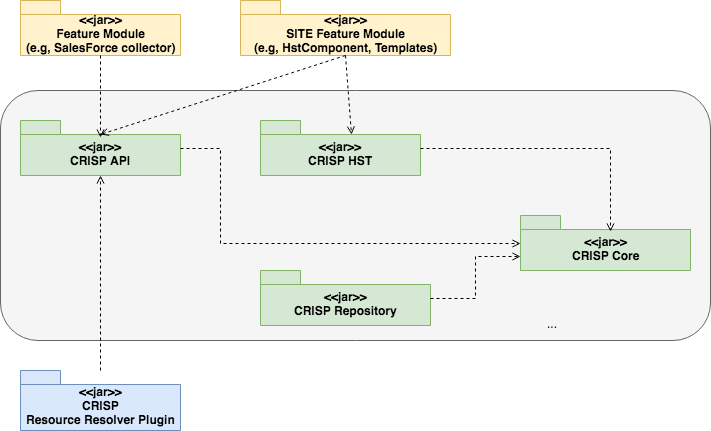 <<jar>>
Feature Module
(e.g, SalesForce collector)
<<jar>>
SITE Feature Module
(e.g, HstComponent, Templates)
<<jar>>
CRISP API
<<jar>>
CRISP HST
<<jar>>
CRISP Core
<<jar>>
CRISP Repository
...
<<jar>>
CRISP
Resource Resolver Plugin